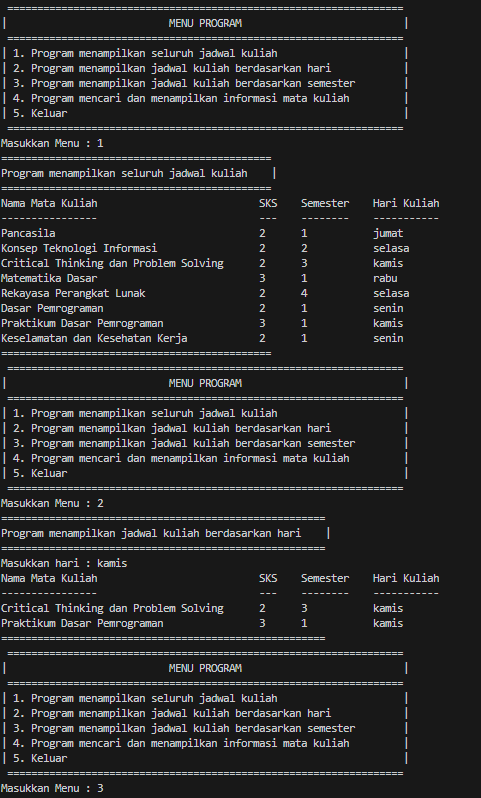 ==================================================================
|                           MENU PROGRAM                           |
==================================================================
| 1. Program menampilkan seluruh jadwal kuliah                     |
| 2. Program menampilkan jadwal kuliah berdasarkan hari            |
| 3. Program menampilkan jadwal kuliah berdasarkan semester        |
| 4. Program mencari dan menampilkan informasi mata kuliah         |
| 5. Keluar                                                        |
==================================================================
Masukkan Menu : 1
=============================================
Program menampilkan seluruh jadwal kuliah    |
=============================================
Nama Mata Kuliah                           SKS    Semester    Hari Kuliah
----------------                           ---    --------    -----------
Pancasila                                  2      1           jumat
Konsep Teknologi Informasi                 2      2           selasa
Critical Thinking dan Problem Solving      2      3           kamis
Matematika Dasar                           3      1           rabu
Rekayasa Perangkat Lunak                   2      4           selasa
Dasar Pemrograman                          2      1           senin
Praktikum Dasar Pemrograman                3      1           kamis
Keselamatan dan Kesehatan Kerja            2      1           senin
=============================================
==================================================================
|                           MENU PROGRAM                           |
==================================================================
| 1. Program menampilkan seluruh jadwal kuliah                     |
| 2. Program menampilkan jadwal kuliah berdasarkan hari            |
| 3. Program menampilkan jadwal kuliah berdasarkan semester        |
| 4. Program mencari dan menampilkan informasi mata kuliah         |
| 5. Keluar                                                        |
==================================================================
Masukkan Menu : 2
======================================================
Program menampilkan jadwal kuliah berdasarkan hari    |
======================================================
Masukkan hari : kamis
Nama Mata Kuliah                           SKS    Semester    Hari Kuliah
----------------                           ---    --------    -----------
Critical Thinking dan Problem Solving      2      3           kamis
Praktikum Dasar Pemrograman                3      1           kamis
======================================================
==================================================================
|                           MENU PROGRAM                           |
==================================================================
| 1. Program menampilkan seluruh jadwal kuliah                     |
| 2. Program menampilkan jadwal kuliah berdasarkan hari            |
| 3. Program menampilkan jadwal kuliah berdasarkan semester        |
| 4. Program mencari dan menampilkan informasi mata kuliah         |
| 5. Keluar                                                        |
==================================================================
Masukkan Menu : 3